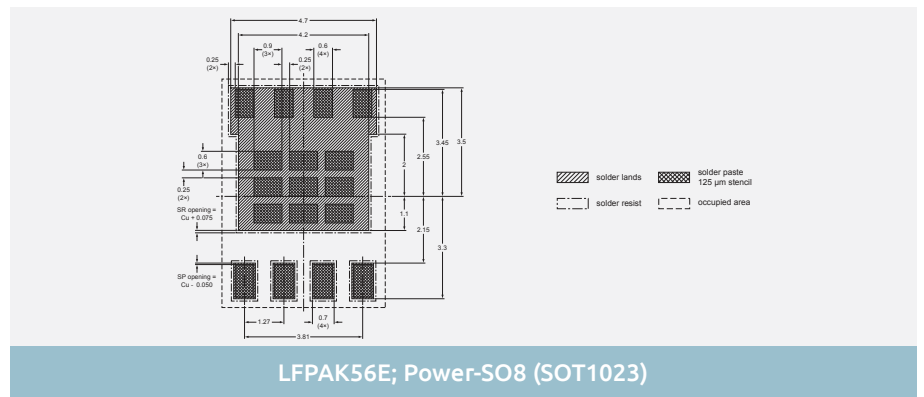 4.7
4.2
0.9
(3×)
0.6
(4×)
0.25
(2×)
0.25
(2×)
3.45
3.5
2.55
2
0.6
(3×)
0.25
(2×)
SR opening =
Cu + 0.075
1.1
2.15
3.3
SP opening =
Cu - 0.050
1.27
0.7
(4×)
3.81
solder lands
solder paste
125 µm stencil
solder resist
occupied area
LFPAK56E; Power-SO8 (SOT1023)